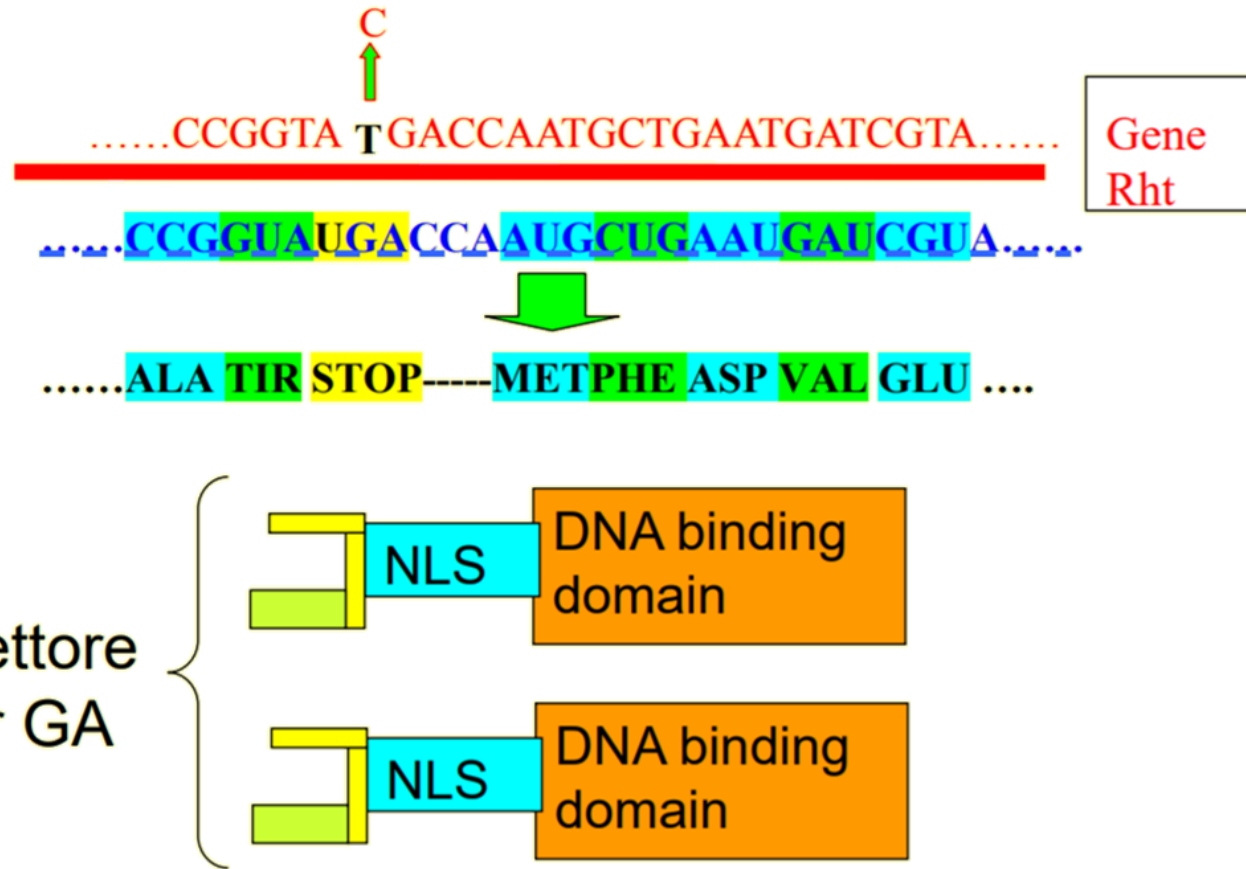 C
......CCGGTA T GACCAATGCTGAATGATCGTA......
Gene
Rht
......CCGGUAUGACCAAUGCUGAAUGAUCGUA......
......ALA TIR STOP-----METPHE ASP VAL GLU ....
NLS
DNA binding
domain
ettore
GA
NLS
DNA binding
domain